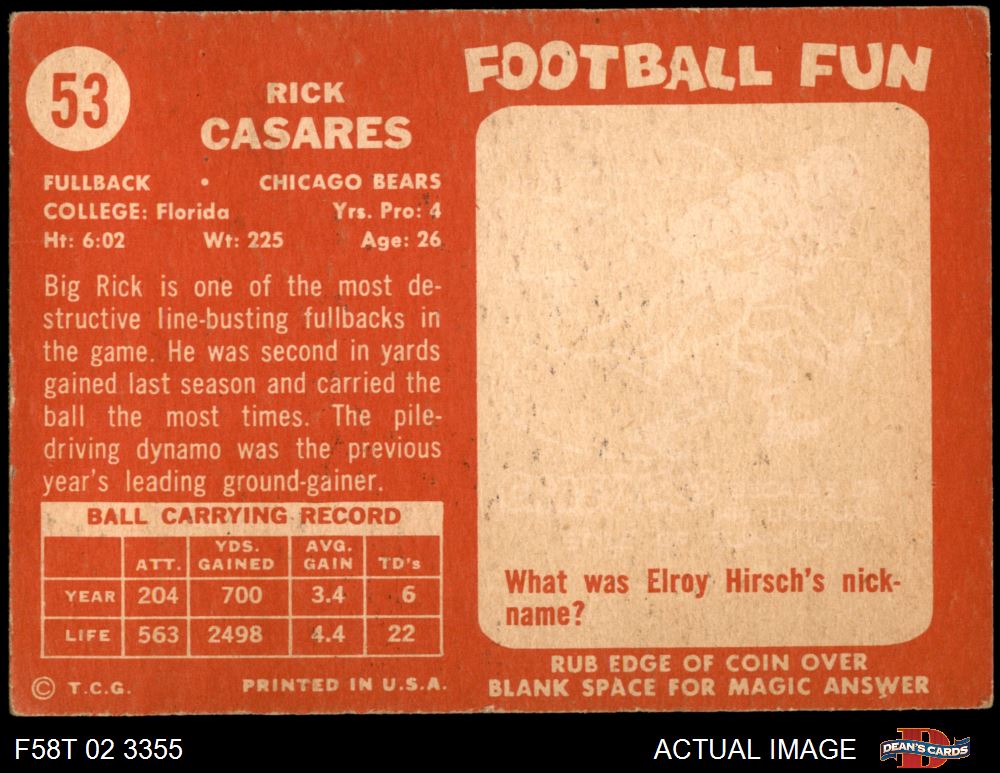 53
RICK
CASARES
FULLBACK • CHICAGO BEARS
COLLEGE: Florida Yrs. Pro: 4
Ht: 6:02 Wt: 225 Age: 26
Big Rick is one of the most de-
structive line-busting fullbacks in
the game. He was second in yards
gained last season and carried the
ball the most times. The pile-
driving dynamo was the previous
year's leading ground-gainer.
BALL CARRYING RECORD
ATT. YDS. GAINED AVG. GAIN TD's
YEAR 204 700 3.4 6
LIFE 563 2498 4.4 22
© T.C.G. PRINTED IN U.S.A.
FOOTBALL FUN
What was Elroy Hirsch's nick-
name?
RUB EDGE OF COIN OVER
BLANK SPACE FOR MAGIC ANSWER
F58T 02 3355
ACTUAL IMAGE
DEAN'S CARDS